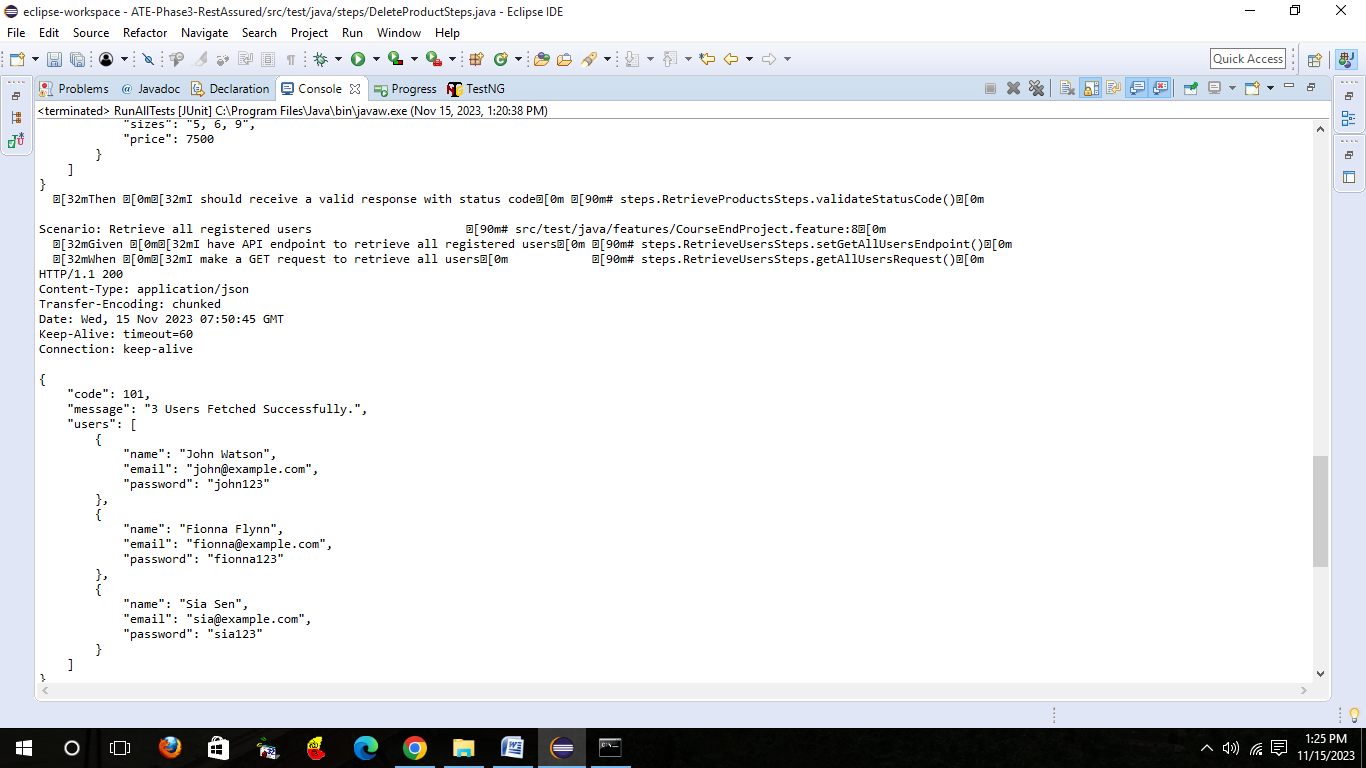 eclipse-workspace - ATE-Phase3-RestAssured/src/test/java/steps/DeleteProductSteps.java - Eclipse IDE
File Edit Source Refactor Navigate Search Project Run Window Help
Quick Access
Problems @ Javadoc Declaration Console Progress TestNG
<terminated> RunAllTests [JUnit] C:\Program Files\Java\bin\javaw.exe (Nov 15, 2023, 1:20:38 PM)
"sizes": "5, 6, 9",
"price": 7500
}
]
}
[32mThen [0m[32mI should receive a valid response with status code[0m [90m# steps.RetrieveProductsSteps.validateStatusCode()[0m
Scenario: Retrieve all registered users [90m# src/test/java/features/CourseEndProject.feature:8[0m
[32mGiven [0m[32mI have API endpoint to retrieve all registered users[0m [90m# steps.RetrieveUsersSteps.setGetAllUsersEndpoint()[0m
[32mWhen [0m[32mI make a GET request to retrieve all users[0m [90m# steps.RetrieveUsersSteps.getAllUsersRequest()[0m
HTTP/1.1 200
Content-Type: application/json
Transfer-Encoding: chunked
Date: Wed, 15 Nov 2023 07:50:45 GMT
Keep-Alive: timeout=60
Connection: keep-alive
{
"code": 101,
"message": "3 Users Fetched Successfully.",
"users": [
{
"name": "John Watson",
"email": "john@example.com",
"password": "john123"
},
{
"name": "Fionna Flynn",
"email": "fionna@example.com",
"password": "fionna123"
},
{
"name": "Sia Sen",
"email": "sia@example.com",
"password": "sia123"
}
]
}
1:25 PM
11/15/2023